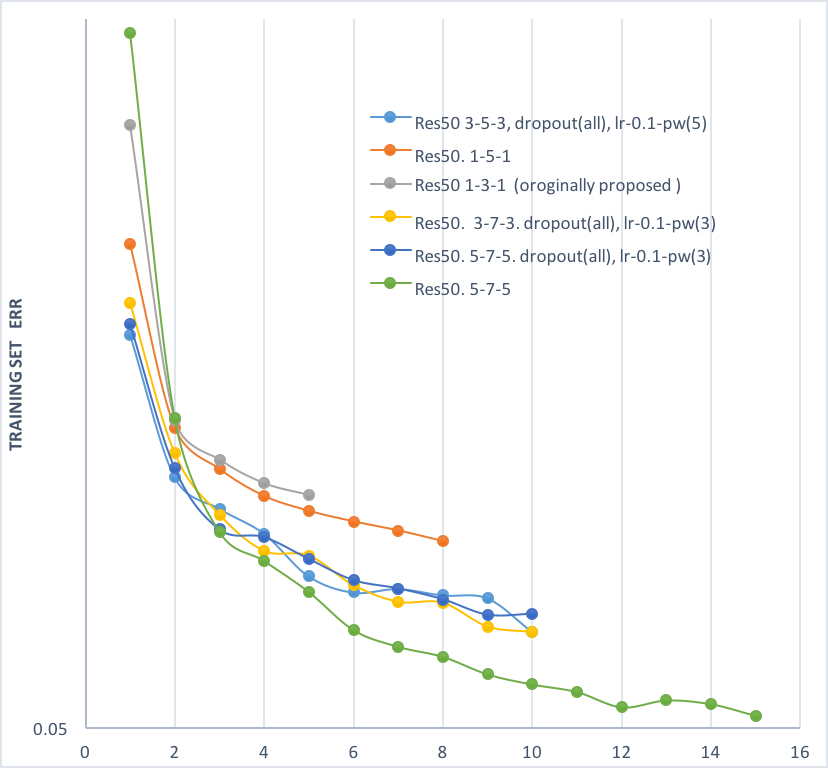 Res50 3-5-3, dropout(all), lr-0.1-pw(5)
Res50. 1-5-1
Res50 1-3-1 (oroginally proposed )
Res50. 3-7-3. dropout(all), lr-0.1-pw(3)
Res50. 5-7-5. dropout(all), lr-0.1-pw(3)
Res50. 5-7-5
TRAINING SET ERR
0.05
0 2 4 6 8 10 12 14 16